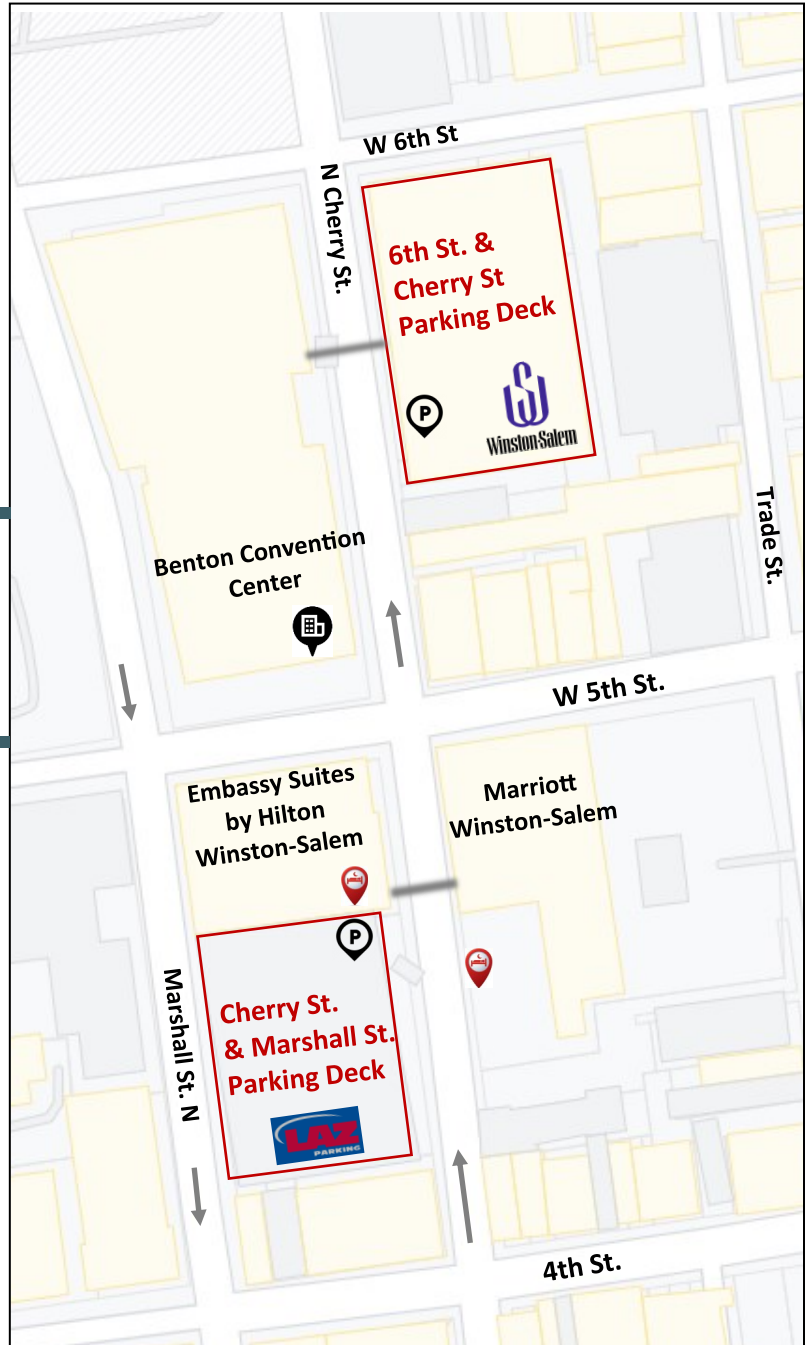 W 6th St
N Cherry St.
6th St. &
Cherry St
Parking Deck
P
Winston-Salem
Trade St.
Benton Convention
Center
W 5th St.
Embassy Suites
by Hilton
Winston-Salem
Marriott
Winston-Salem
P
Marshall St. N
Cherry St.
& Marshall St.
Parking Deck
LAZ
PARKING
4th St.